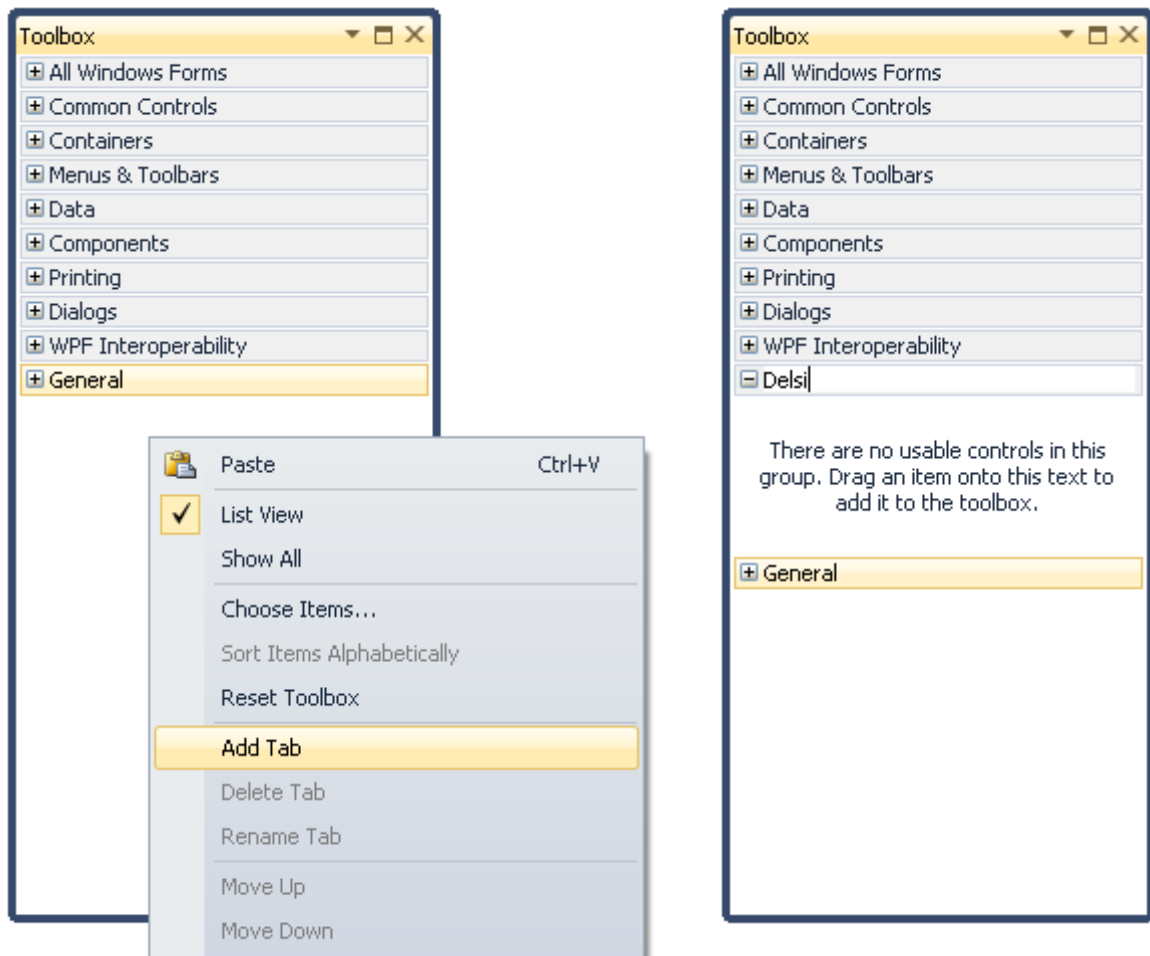 Toolbox
All Windows Forms
Common Controls
Containers
Menus & Toolbars
Data
Components
Printing
Dialogs
WPF Interoperability
General
Paste Ctrl+V
List View
Show All
Choose Items...
Sort Items Alphabetically
Reset Toolbox
Add Tab
Delete Tab
Rename Tab
Move Up
Move Down
Toolbox
All Windows Forms
Common Controls
Containers
Menus & Toolbars
Data
Components
Printing
Dialogs
WPF Interoperability
Delsi
There are no usable controls in this
group. Drag an item onto this text to
add it to the toolbox.
General